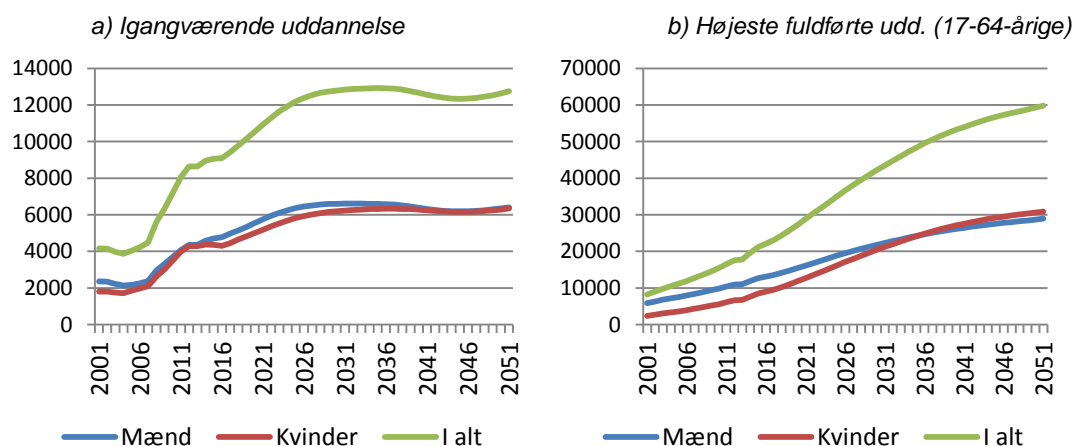 a) Igangværende uddannelse
14000
12000
10000
8000
6000
4000
2000
0
2001 2006 2011 2016 2021 2026 2031 2036 2041 2046 2051
Mænd Kvinder I alt
b) Højeste fuldførte udd. (17-64-årige)
70000
60000
50000
40000
30000
20000
10000
0
2001 2006 2011 2016 2021 2026 2031 2036 2041 2046 2051
Mænd Kvinder I alt